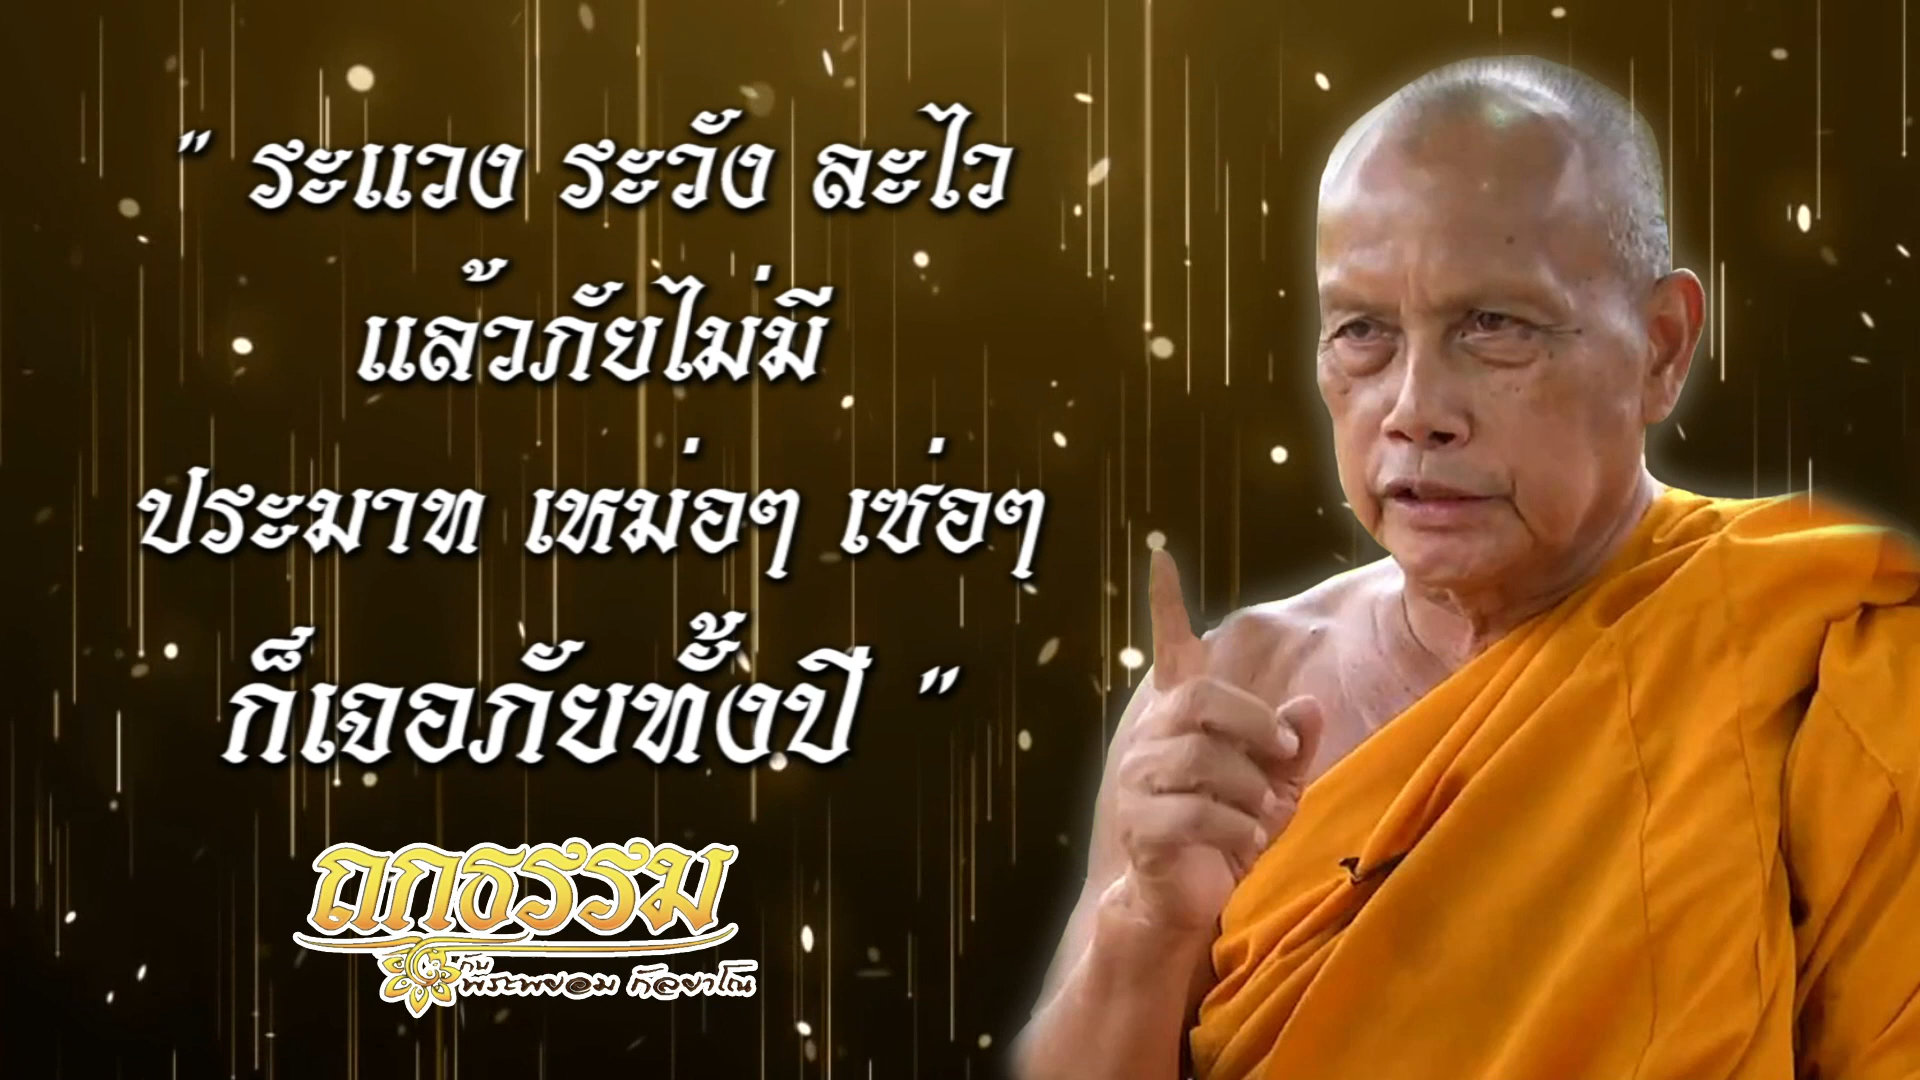 " ระแวง ระวัง ละไว
แล้วภัยไม่มี
ประมาท เหม่อๆ เซ่อๆ
ก็เจอภัยทั้งปี "
ถกธรรม
กับ
พระพยอม กัลยาโณ